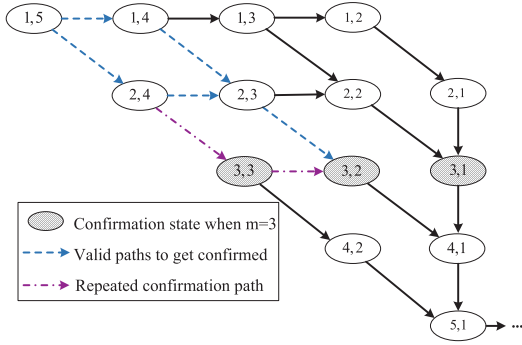 1,5 1,4 1,3 1,2
2,4 2,3 2,2 2,1
3,3 3,2 3,1
4,2 4,1
5,1 ...
Confirmation state when m=3
Valid paths to get confirmed
Repeated confirmation path